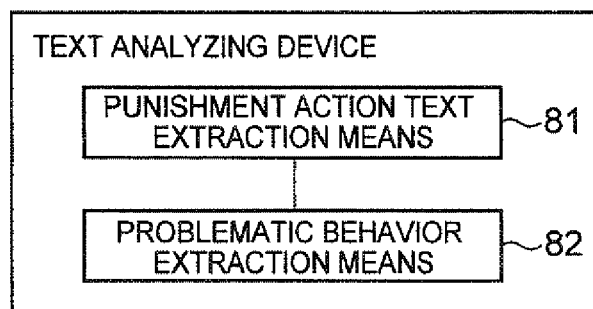 TEXT ANALYZING DEVICE
PUNISHMENT ACTION TEXT
EXTRACTION MEANS
81
PROBLEMATIC BEHAVIOR
EXTRACTION MEANS
82